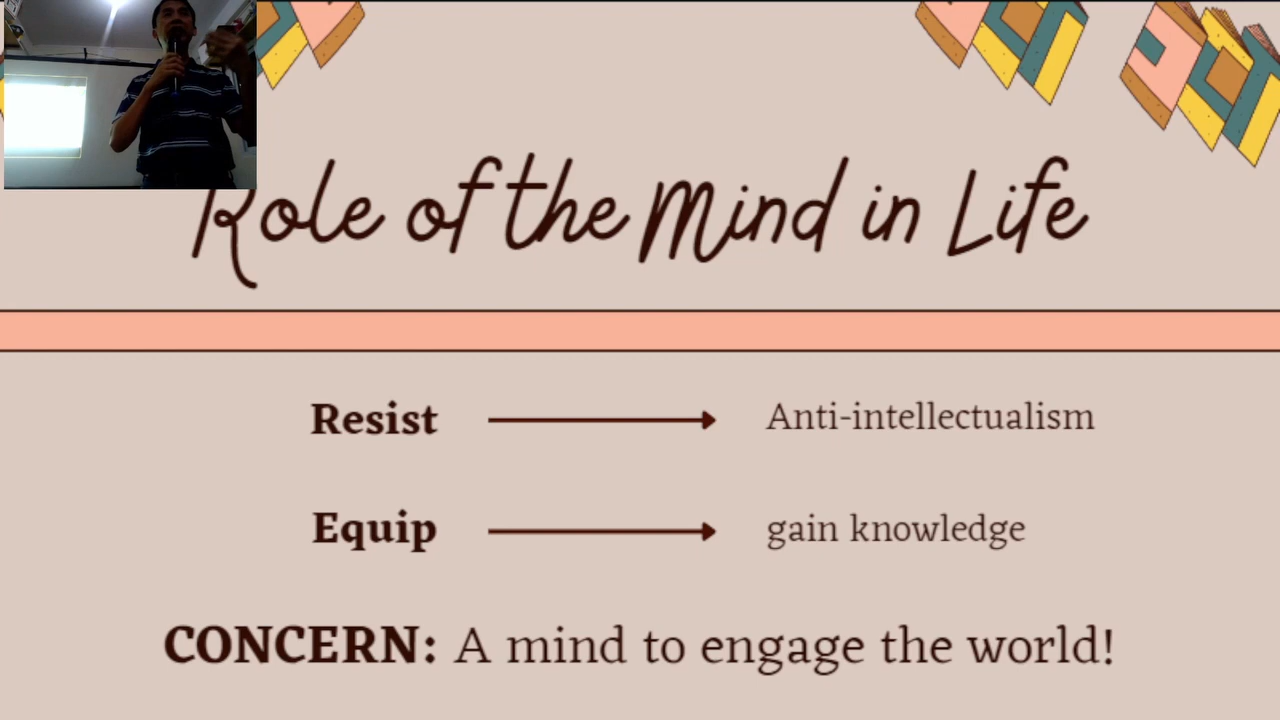 Role of the Mind in Life
Resist → Anti-intellectualism
Equip → gain knowledge
CONCERN: A mind to engage the world!